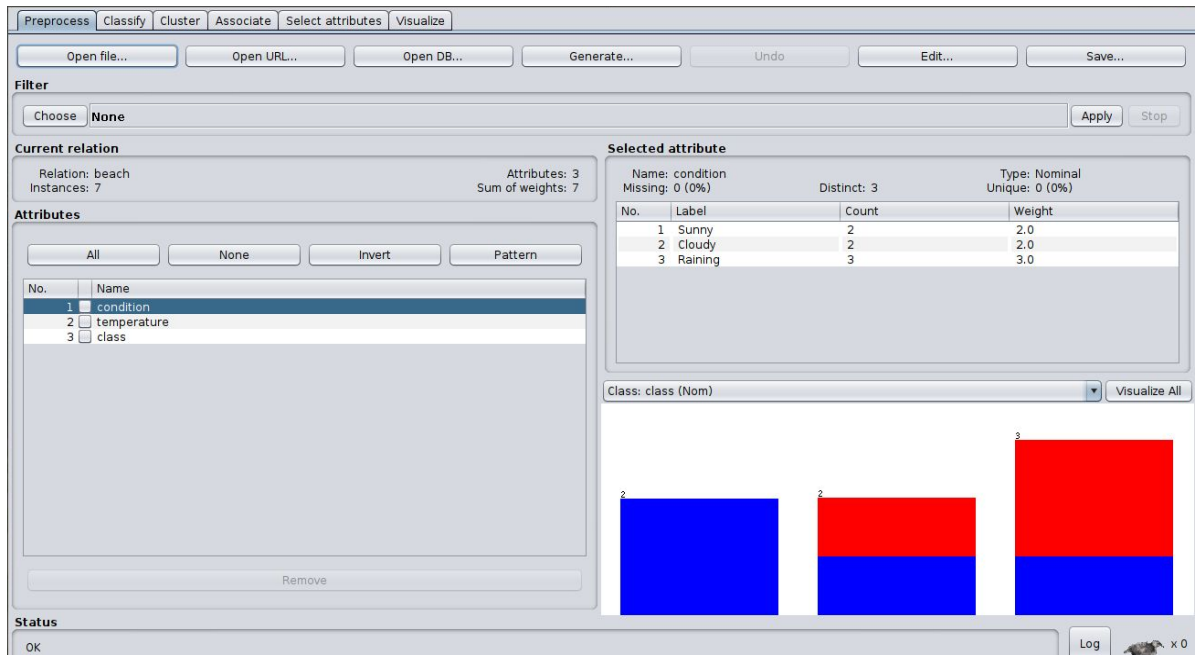 Preprocess Classify Cluster Associate Select attributes Visualize
Open file... Open URL... Open DB... Generate... Undo Edit... Save...
Filter
Choose None Apply Stop
Current relation
Relation: beach Attributes: 3
Instances: 7 Sum of weights: 7
Attributes
All None Invert Pattern
No. Name
1 condition
2 temperature
3 class
Remove
Selected attribute
Name: condition Type: Nominal
Missing: 0 (0%) Distinct: 3 Unique: 0 (0%)
No. Label Count Weight
1 Sunny 2 2.0
2 Cloudy 2 2.0
3 Raining 3 3.0
Class: class (Nom) Visualize All
3
2 2
Status
OK Log x 0